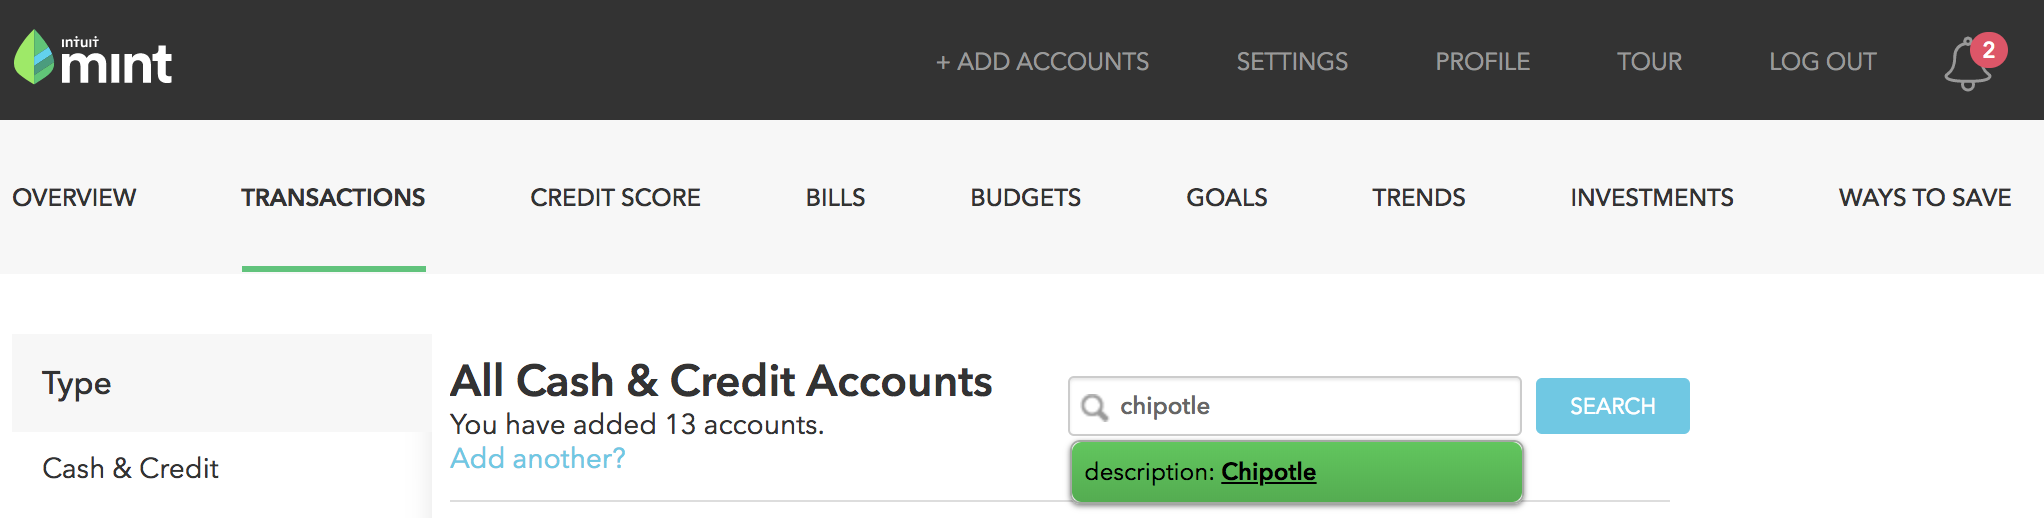 intuit
mint
+ ADD ACCOUNTS SETTINGS PROFILE TOUR LOG OUT 2
OVERVIEW TRANSACTIONS CREDIT SCORE BILLS BUDGETS GOALS TRENDS INVESTMENTS WAYS TO SAVE
Type
Cash & Credit
All Cash & Credit Accounts
You have added 13 accounts.
Add another?
chipotle SEARCH
description: Chipotle